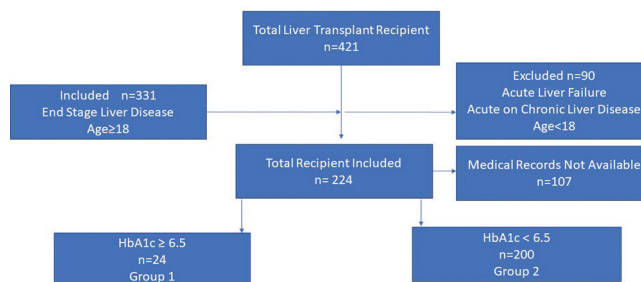 Total Liver Transplant Recipient
n=421
Included n=331
End Stage Liver Disease
Age≥18
Excluded n=90
Acute Liver Failure
Acute on Chronic Liver Disease
Age<18
Total Recipient Included
n= 224
Medical Records Not Available
n=107
HbA1c ≥ 6.5
n=24
Group 1
HbA1c < 6.5
n=200
Group 2